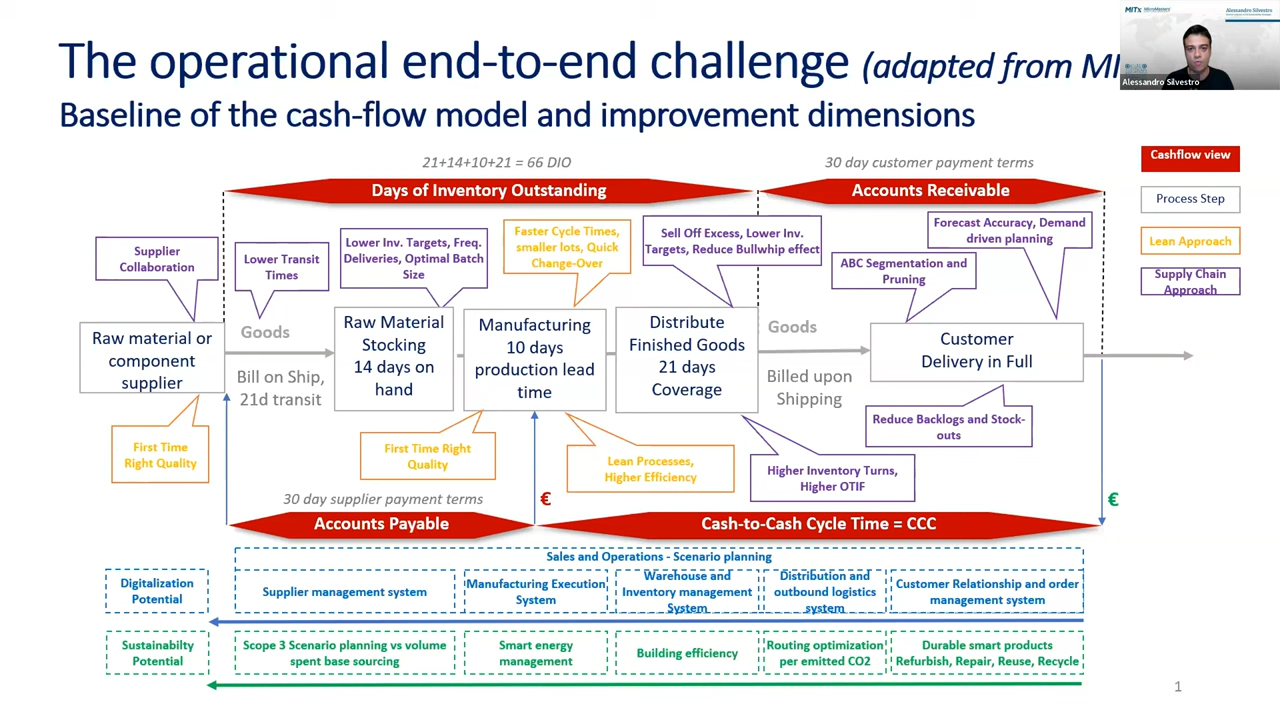 The operational end-to-end challenge (adapted from MI
Baseline of the cash-flow model and improvement dimensions
MITx MicroMasters
Alessandro Silvestro
Alessandro Silvestro
21+14+10+21 = 66 DIO
30 day customer payment terms
Days of Inventory Outstanding
Accounts Receivable
Cashflow view
Process Step
Lean Approach
Supply Chain
Approach
Supplier
Collaboration
Lower Transit
Times
Lower Inv. Targets, Freq.
Deliveries, Optimal Batch
Size
Faster Cycle Times,
smaller lots, Quick
Change-Over
Sell Off Excess, Lower Inv.
Targets, Reduce Bullwhip effect
ABC Segmentation and
Pruning
Forecast Accuracy, Demand
driven planning
Raw material or
component
supplier
Goods
Bill on Ship,
21d transit
Raw Material
Stocking
14 days on
hand
Manufacturing
10 days
production lead
time
Distribute
Finished Goods
21 days
Coverage
Goods
Billed upon
Shipping
Customer
Delivery in Full
First Time
Right Quality
First Time Right
Quality
Lean Processes,
Higher Efficiency
Higher Inventory Turns,
Higher OTIF
Reduce Backlogs and Stock-
outs
30 day supplier payment terms
€
€
Accounts Payable
Cash-to-Cash Cycle Time = CCC
Sales and Operations - Scenario planning
Digitalization
Potential
Supplier management system
Manufacturing Execution
System
Warehouse and
Inventory management
System
Distribution and
outbound logistics
system
Customer Relationship and order
management system
Sustainabilty
Potential
Scope 3 Scenario planning vs volume
spent base sourcing
Smart energy
management
Building efficiency
Routing optimization
per emitted CO2
Durable smart products
Refurbish, Repair, Reuse, Recycle
1